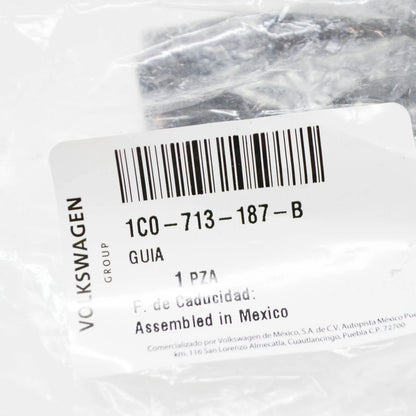 VOLKSWAGEN
GROUP
1C0-713-187-B
GUIA
1 PZA
F. de Caducidad:
Assembled in Mexico
Comercializado por Volkswagen de México, S.A. de C.V. Autopista México Pue
km. 116 San Lorenzo Almecatla, Cuautlancingo, Puebla C.P. 72700